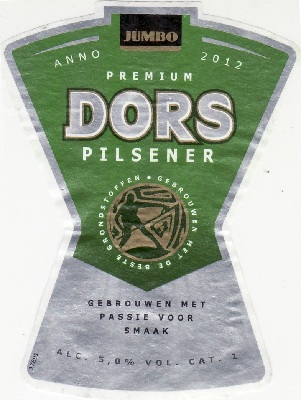 JUMBO
ANNO 2012
PREMIUM
DORS
PILSENER
GEBROUWEN MET DE BESTE GRONDSTOFFEN •
GEBROUWEN MET
PASSIE VOOR
SMAAK
ALC. 5,0% VOL. CAT. I